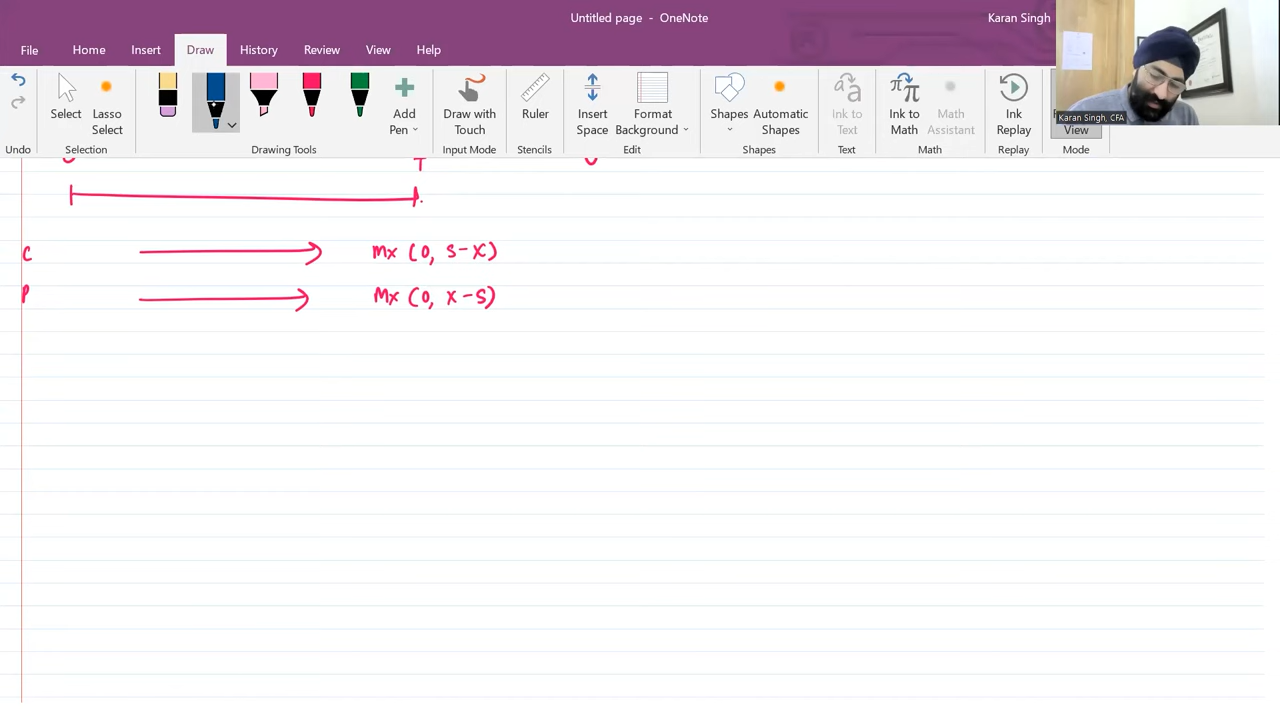 Untitled page - OneNote
Karan Singh
File Home Insert Draw History Review View Help
Select
Lasso Select
Add Pen
Draw with Touch
Ruler
Insert Space
Format Background
Shapes
Automatic Shapes
Ink to Text
Ink to Math
Math Assistant
Ink Replay
View
Karan Singh, CFA
Undo Selection Drawing Tools Input Mode Stencils Edit Shapes Text Math Replay Mode
C Mx (0, S-X)
P Mx (0, X-S)